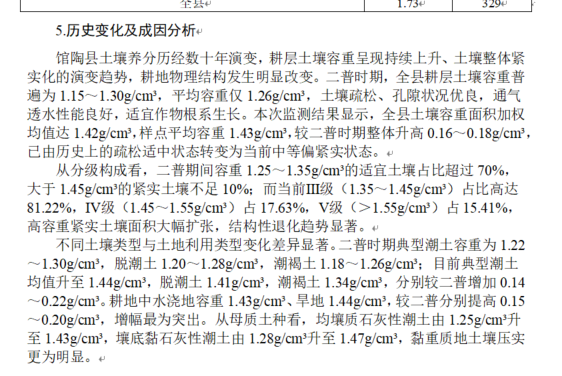 全县 1.73 329
5.历史变化及成因分析
馆陶县土壤养分历经数十年演变，耕层土壤容重呈现持续上升、土壤整体紧
实化的演变趋势，耕地物理结构发生明显改变。二普时期，全县耕层土壤容重普
遍为 1.15～1.30g/cm³，平均容重仅 1.26g/cm³，土壤疏松、孔隙状况优良，通气
透水性能良好，适宜作物根系生长。本次监测结果显示，全县土壤容重面积加权
均值达 1.42g/cm³，样点平均容重 1.43g/cm³，较二普时期整体升高 0.16～0.18g/cm³，
已由历史上的疏松适中状态转变为当前中等偏紧实状态。
从分级构成看，二普期间容重 1.25～1.35g/cm³的适宜土壤占比超过 70%，
大于 1.45g/cm³的紧实土壤不足 10%；而当前Ⅲ级（1.35～1.45g/cm³）占比高达
81.22%，Ⅳ级（1.45～1.55g/cm³）占 17.63%，Ⅴ级（＞1.55g/cm³）占 15.41%，
高容重紧实土壤面积大幅扩张，结构性退化趋势显著。
不同土壤类型与土地利用类型变化差异显著。二普时期典型潮土容重为 1.22
～1.30g/cm³，脱潮土 1.20～1.28g/cm³，潮褐土 1.18～1.26g/cm³；目前典型潮土
均值升至 1.44g/cm³，脱潮土 1.41g/cm³，潮褐土 1.34g/cm³，分别较二普增加 0.14
～0.22g/cm³。耕地中水浇地容重 1.43g/cm³、旱地 1.44g/cm³，较二普分别提高 0.15
～0.20g/cm³，增幅最为突出。从母质土种看，均壤质石灰性潮土由 1.25g/cm³升
至 1.43g/cm³，壤底黏石灰性潮土由 1.28g/cm³升至 1.47g/cm³，黏重质地土壤压实
更为明显。